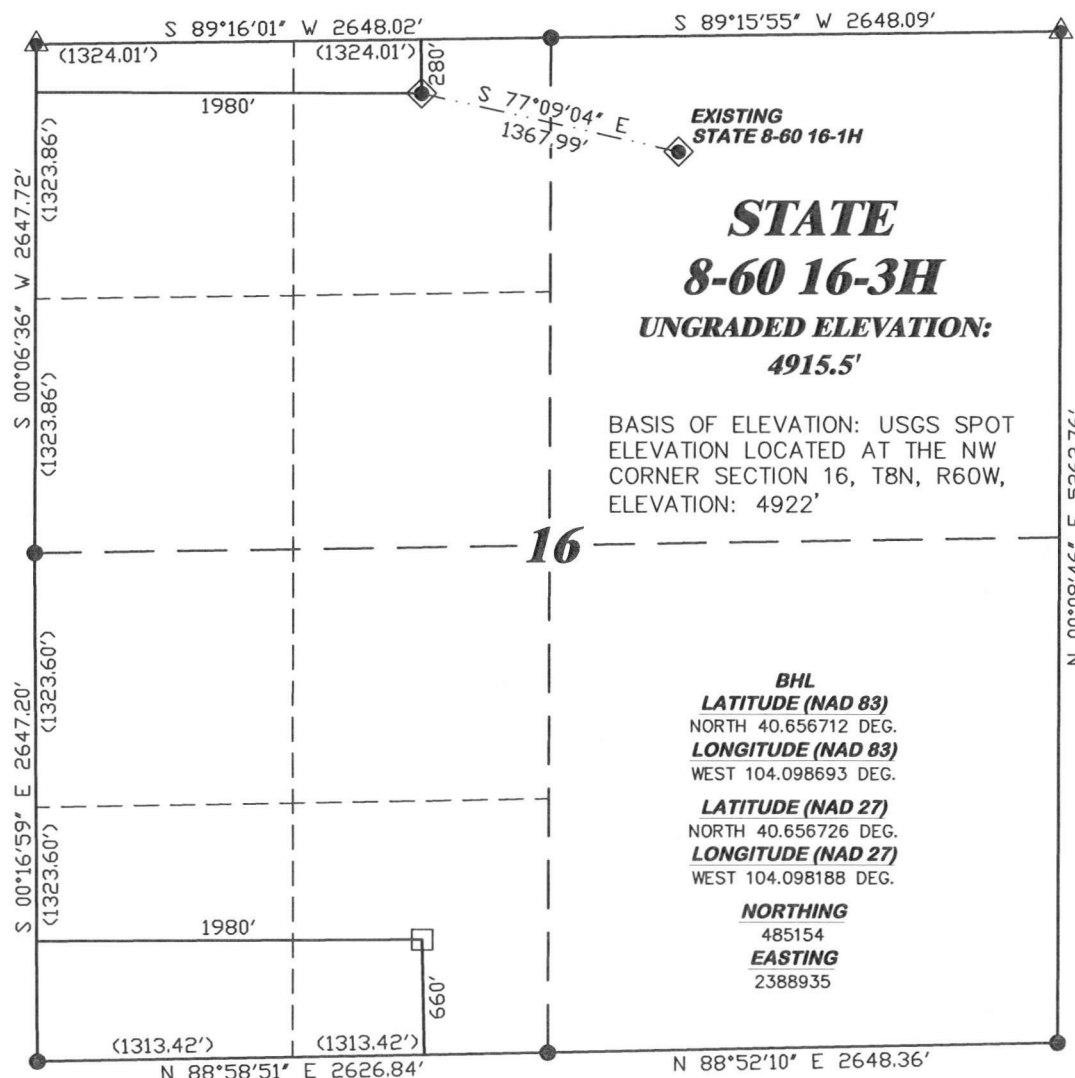 S 89°16'01" W 2648.02'
S 89°15'55" W 2648.09'
(1324.01')
(1324.01')
280'
1980'
S 77°09'04" E
1367.99'
EXISTING
STATE 8-60 16-1H
(1323.86')
S 00°06'36" W 2647.72'
(1323.86')
STATE
8-60 16-3H
UNGRADED ELEVATION:
4915.5'
BASIS OF ELEVATION: USGS SPOT
ELEVATION LOCATED AT THE NW
CORNER SECTION 16, T8N, R60W,
ELEVATION: 4922'
16
(1323.60')
S 00°16'59" E 2647.20'
(1323.60')
BHL
LATITUDE (NAD 83)
NORTH 40.656712 DEG.
LONGITUDE (NAD 83)
WEST 104.098693 DEG.
LATITUDE (NAD 27)
NORTH 40.656726 DEG.
LONGITUDE (NAD 27)
WEST 104.098188 DEG.
NORTHING
485154
EASTING
2388935
1980'
660'
(1313.42')
(1313.42')
N 88°58'51" E 2626.84'
N 88°52'10" E 2648.36'